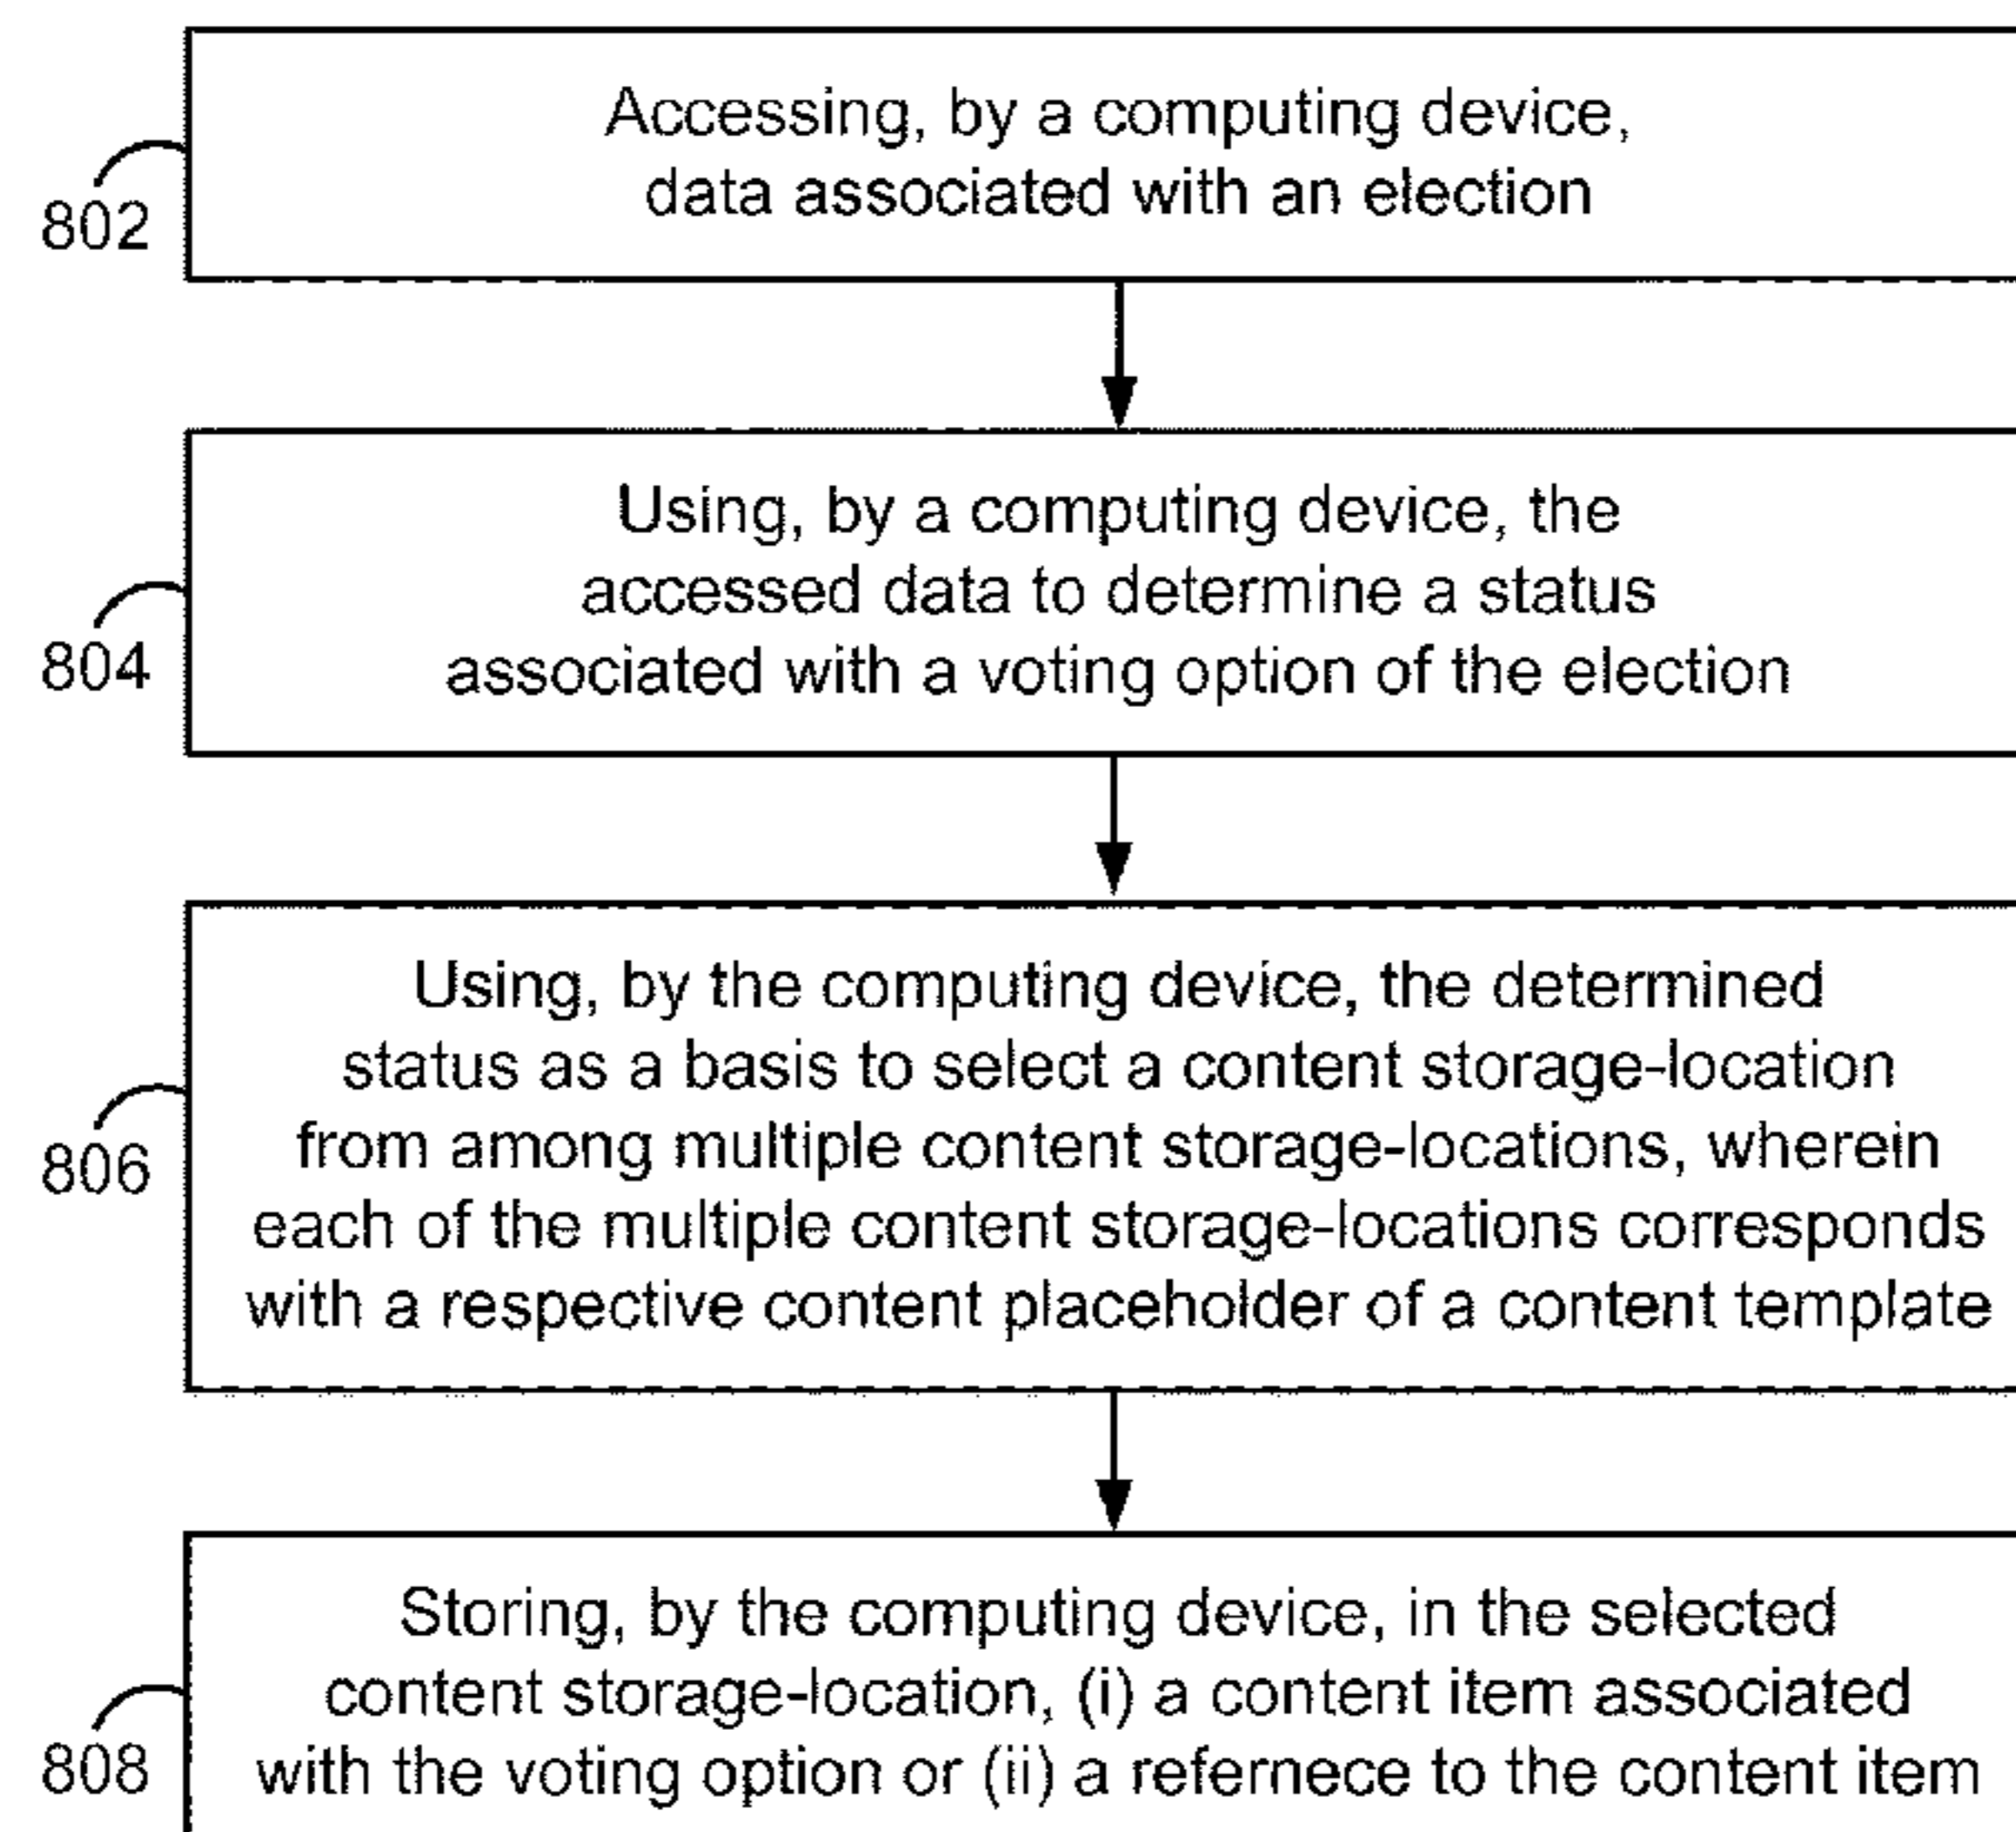 Accessing, by a computing device,
data associated with an election
802
Using, by a computing device, the
accessed data to determine a status
associated with a voting option of the election
804
Using, by the computing device, the determined
status as a basis to select a content storage-location
from among multiple content storage-locations, wherein
each of the multiple content storage-locations corresponds
with a respective content placeholder of a content template
806
Storing, by the computing device, in the selected
content storage-location, (i) a content item associated
with the voting option or (ii) a refernece to the content item
808